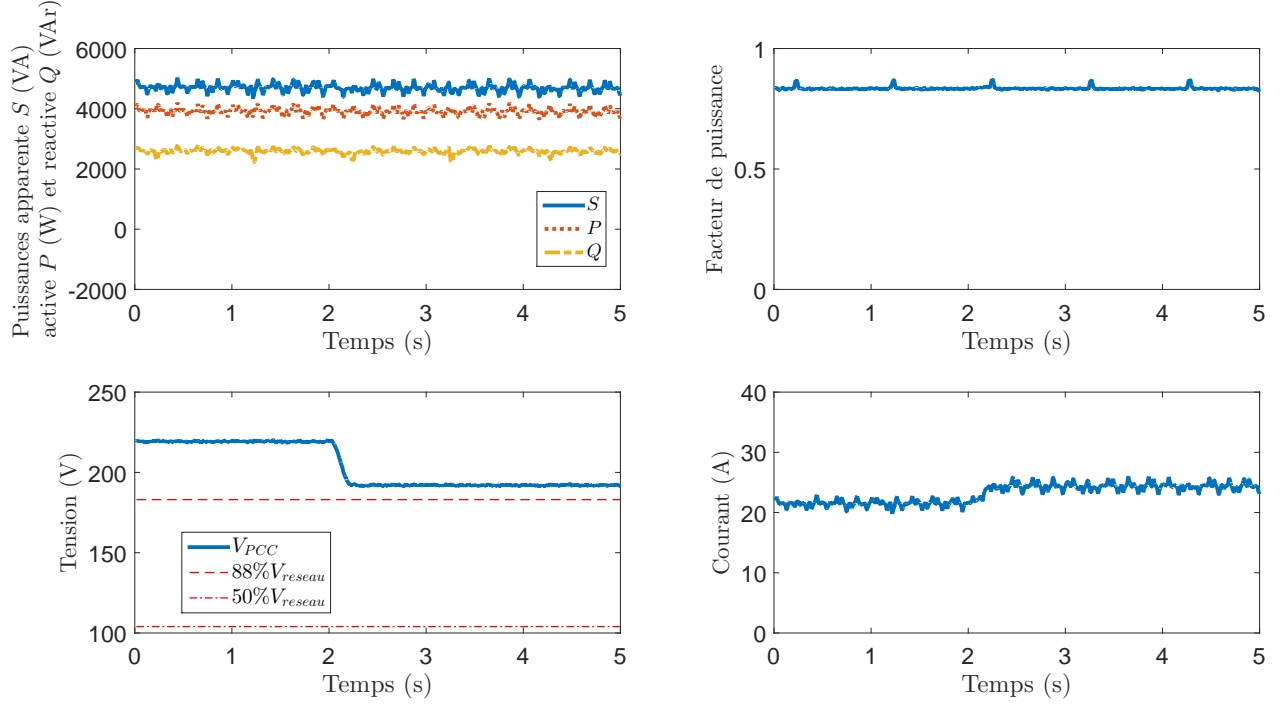 Puissances apparente S (VA)
active P (W) et reactive Q (VAr)
6000
4000
2000
0
-2000
S
P
Q
0 1 2 3 4 5
Temps (s)
Facteur de puissance
1
0.5
0
0 1 2 3 4 5
Temps (s)
Tension (V)
250
200
150
100
V_PCC
88%V_reseau
50%V_reseau
0 1 2 3 4 5
Temps (s)
Courant (A)
40
30
20
10
0
0 1 2 3 4 5
Temps (s)